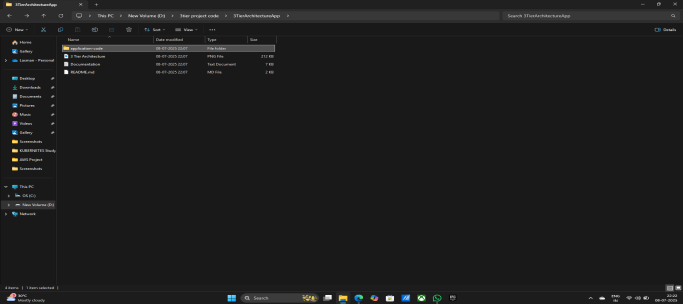 3TierArchitectureApp
This PC > New Volume (D:) > 3tier project code > 3TierArchitectureApp
Search 3TierArchitectureApp
New
Sort
View
Details
Home
Gallery
Laxman - Personal
Desktop
Downloads
Documents
Pictures
Music
Videos
Gallery
Screenshots
KUBERNETES Study
AWS Project
Screenshots
This PC
OS (C:)
New Volume (D:)
Network
Name Date modified Type Size
application-code 08-07-2025 22:07 File folder
3 Tier Architecture 08-07-2025 22:07 PNG File 212 KB
Documentation 08-07-2025 22:07 Text Document 7 KB
README.md 08-07-2025 22:07 MD File 2 KB
4 items 1 item selected
30°C
Mostly cloudy
Search
ENG
IN
22:22
08-07-2025